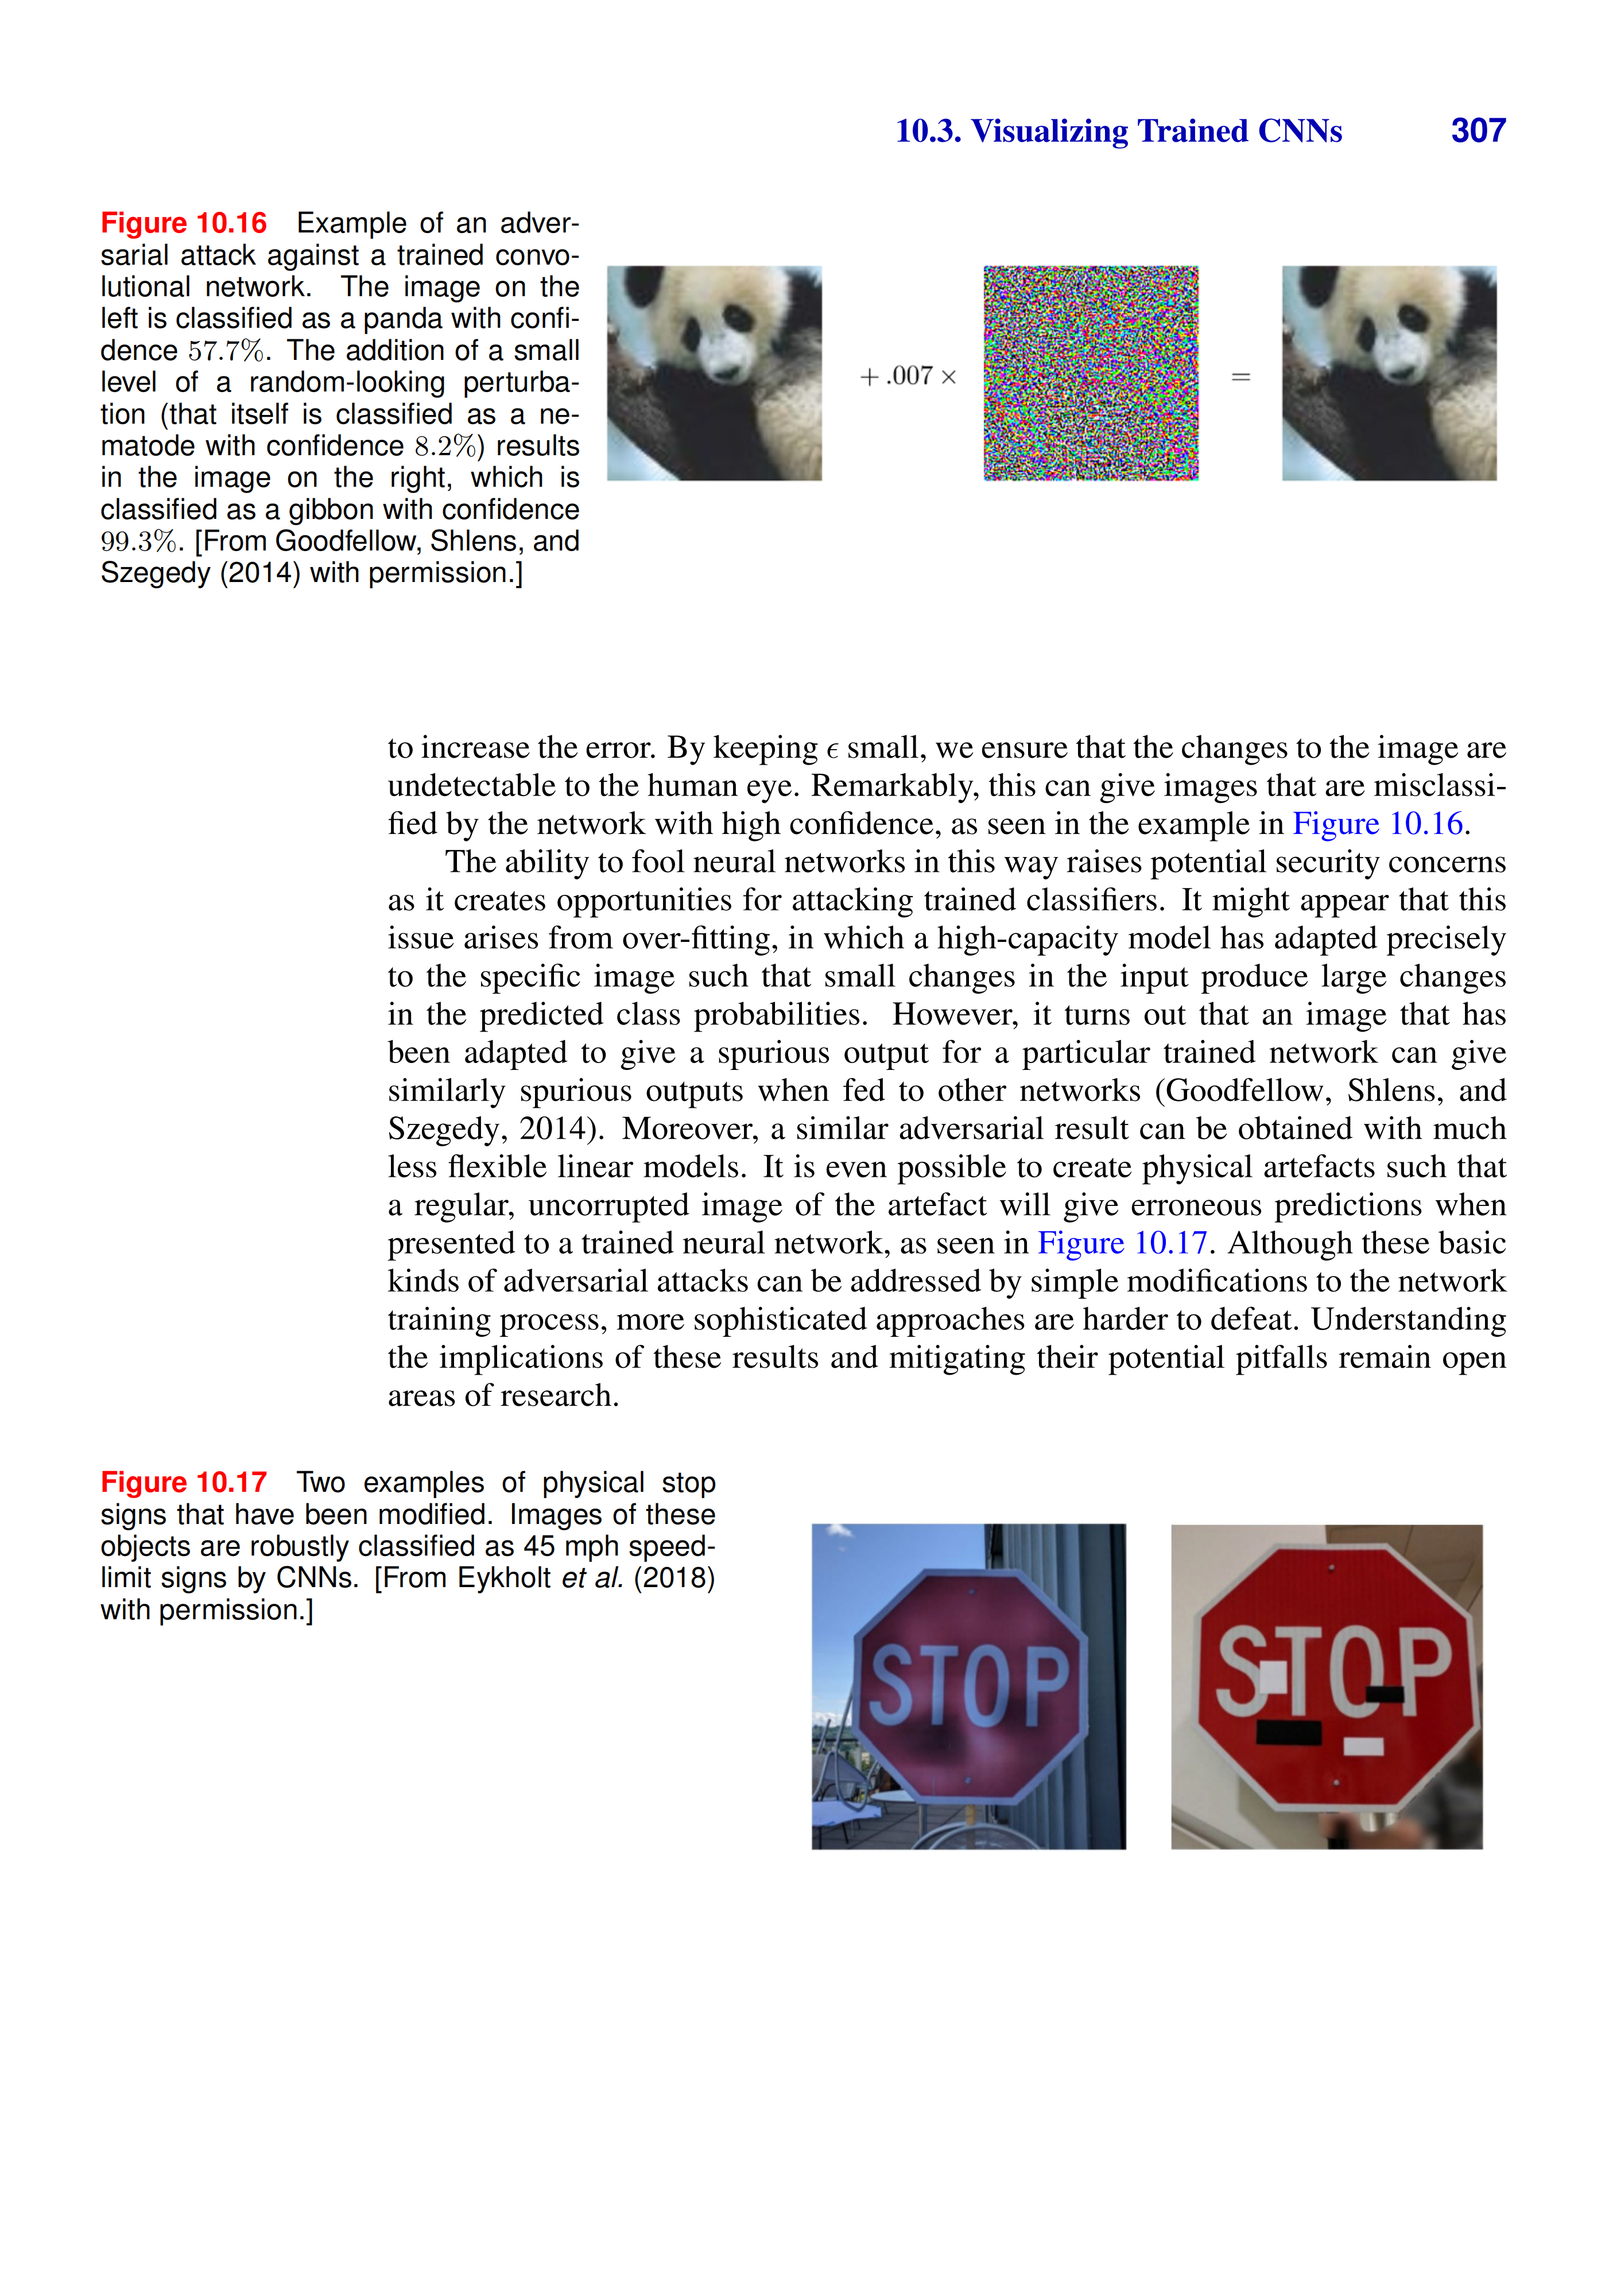 10.3. Visualizing Trained CNNs 307
Figure 10.16 Example of an adver-
sarial attack against a trained convo-
lutional network. The image on the
left is classified as a panda with confi-
dence 57.7%. The addition of a small
level of a random-looking perturba-
tion (that itself is classified as a ne-
matode with confidence 8.2%) results
in the image on the right, which is
classified as a gibbon with confidence
99.3%. [From Goodfellow, Shlens, and
Szegedy (2014) with permission.]
+ .007 × =
to increase the error. By keeping ϵ small, we ensure that the changes to the image are
undetectable to the human eye. Remarkably, this can give images that are misclassi-
fied by the network with high confidence, as seen in the example in Figure 10.16.
The ability to fool neural networks in this way raises potential security concerns
as it creates opportunities for attacking trained classifiers. It might appear that this
issue arises from over-fitting, in which a high-capacity model has adapted precisely
to the specific image such that small changes in the input produce large changes
in the predicted class probabilities. However, it turns out that an image that has
been adapted to give a spurious output for a particular trained network can give
similarly spurious outputs when fed to other networks (Goodfellow, Shlens, and
Szegedy, 2014). Moreover, a similar adversarial result can be obtained with much
less flexible linear models. It is even possible to create physical artefacts such that
a regular, uncorrupted image of the artefact will give erroneous predictions when
presented to a trained neural network, as seen in Figure 10.17. Although these basic
kinds of adversarial attacks can be addressed by simple modifications to the network
training process, more sophisticated approaches are harder to defeat. Understanding
the implications of these results and mitigating their potential pitfalls remain open
areas of research.
Figure 10.17 Two examples of physical stop
signs that have been modified. Images of these
objects are robustly classified as 45 mph speed-
limit signs by CNNs. [From Eykholt et al. (2018)
with permission.]
STOP
STOP